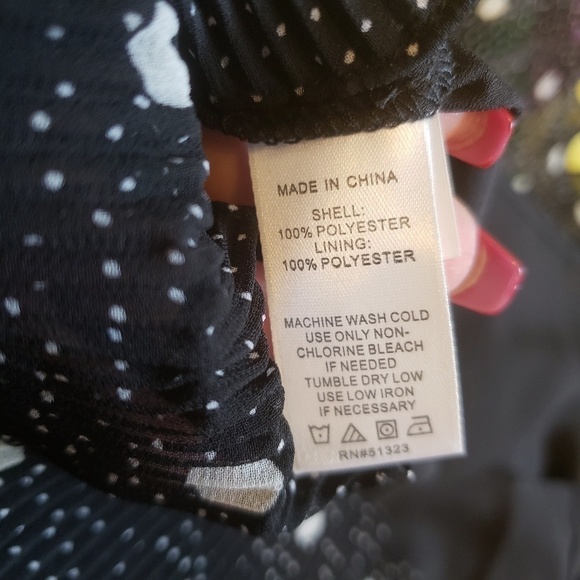 MADE IN CHINA
SHELL:
100% POLYESTER
LINING:
100% POLYESTER
MACHINE WASH COLD
USE ONLY NON-
CHLORINE BLEACH
IF NEEDED
TUMBLE DRY LOW
USE LOW IRON
IF NECESSARY
RN#51323